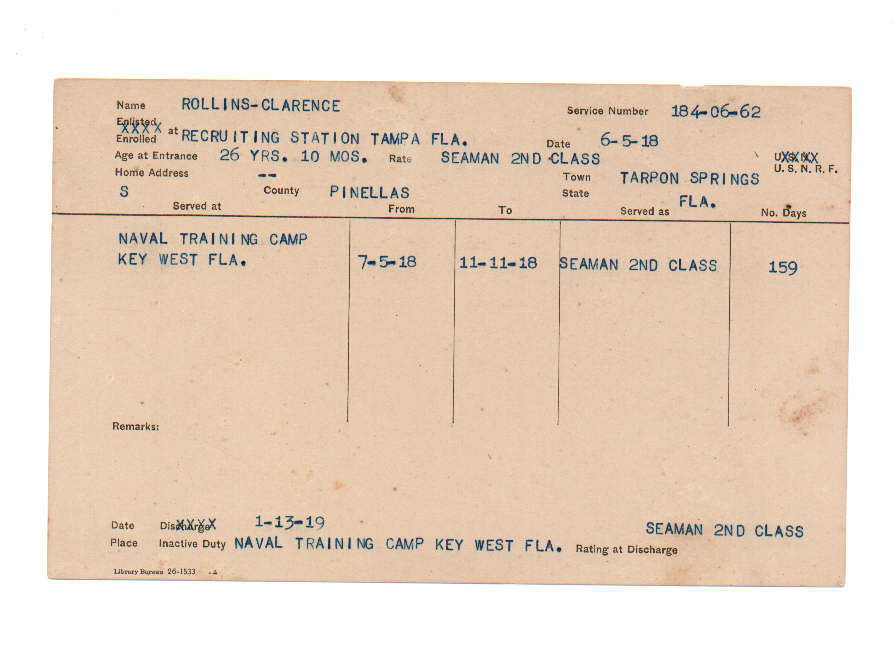 Name ROLLINS-CLARENCE Service Number 184-06-62
Enlisted
XXXX
Enrolled at RECRUITING STATION TAMPA FLA. Date 6-5-18
Age at Entrance 26 YRS. 10 MOS. Rate SEAMAN 2ND CLASS
U.S.N.R.F.
Home Address -- Town TARPON SPRINGS
S County PINELLAS State FLA.
Served at From To Served as No. Days
NAVAL TRAINING CAMP
KEY WEST FLA. 7-5-18 11-11-18 SEAMAN 2ND CLASS 159
Remarks:
Date Discharge XXXX 1-13-19 SEAMAN 2ND CLASS
Place Inactive Duty NAVAL TRAINING CAMP KEY WEST FLA. Rating at Discharge
Library Bureau 26-1533